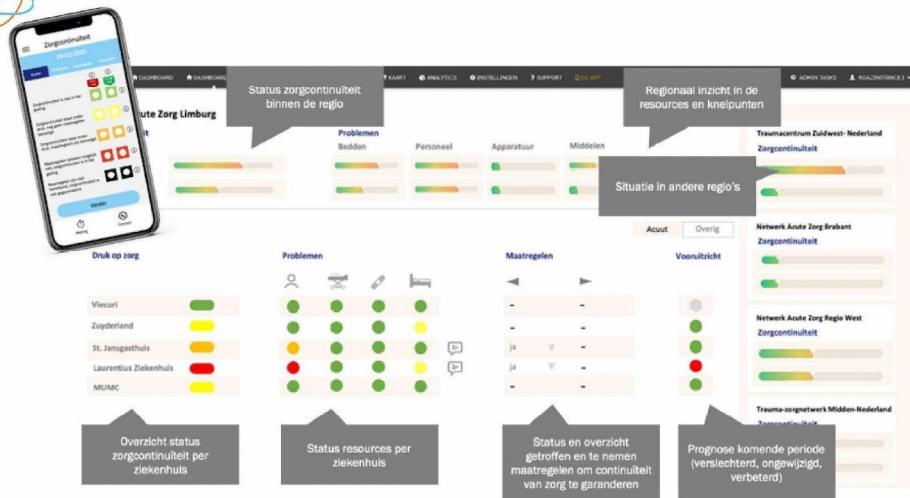 Zorgcontinuïteit
DASHBOARD
DASHBOARD
KAART
ANALYTICS
INSTELLINGEN
SUPPORT
ADMIN TASKS
Status zorgcontinuïteit
binnen de regio
Regionaal inzicht in de
resources en knelpunten
Situatie in andere regio's
ute Zorg Limburg
Problemen
Bedden
Personeel
Apparatuur
Middelen
Traumacentrum Zuidwest- Nederland
Zorgcontinuïteit
Netwerk Acute Zorg Brabant
Zorgcontinuïteit
Netwerk Acute Zorg Regio West
Zorgcontinuïteit
Trauma-zorgnetwerk Midden-Nederland
Verder
Acuut
Overig
Druk op zorg
Problemen
Maatregelen
Vooruitzicht
Viecuri
- -
Zuyderland
- -
St. Jansgasthuis
ja -
Laurentius Ziekenhuis
ja -
MUMC
- -
Overzicht status
zorgcontinuïteit per
ziekenhuis
Status resources per
ziekenhuis
Status en overzicht
getroffen en te nemen
maatregelen om continuïteit
van zorg te garanderen
Prognose komende periode
(verslechterd, ongewijzigd,
verbeterd)